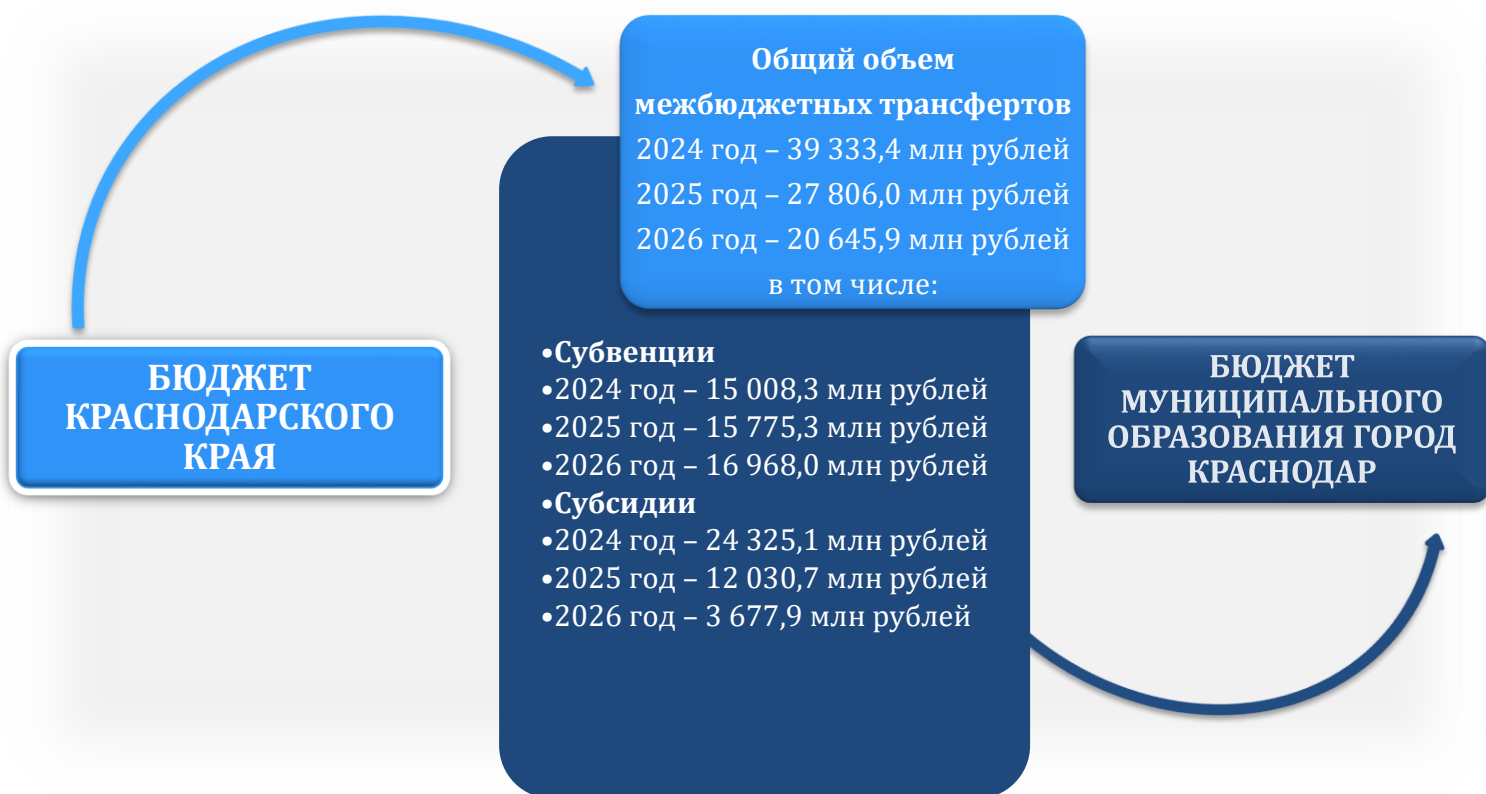 Общий объем
межбюджетных трансфертов
2024 год – 39 333,4 млн рублей
2025 год – 27 806,0 млн рублей
2026 год – 20 645,9 млн рублей
в том числе:
БЮДЖЕТ
КРАСНОДАРСКОГО
КРАЯ
•Субвенции
•2024 год – 15 008,3 млн рублей
•2025 год – 15 775,3 млн рублей
•2026 год – 16 968,0 млн рублей
•Субсидии
•2024 год – 24 325,1 млн рублей
•2025 год – 12 030,7 млн рублей
•2026 год – 3 677,9 млн рублей
БЮДЖЕТ
МУНИЦИПАЛЬНОГО
ОБРАЗОВАНИЯ ГОРОД
КРАСНОДАР